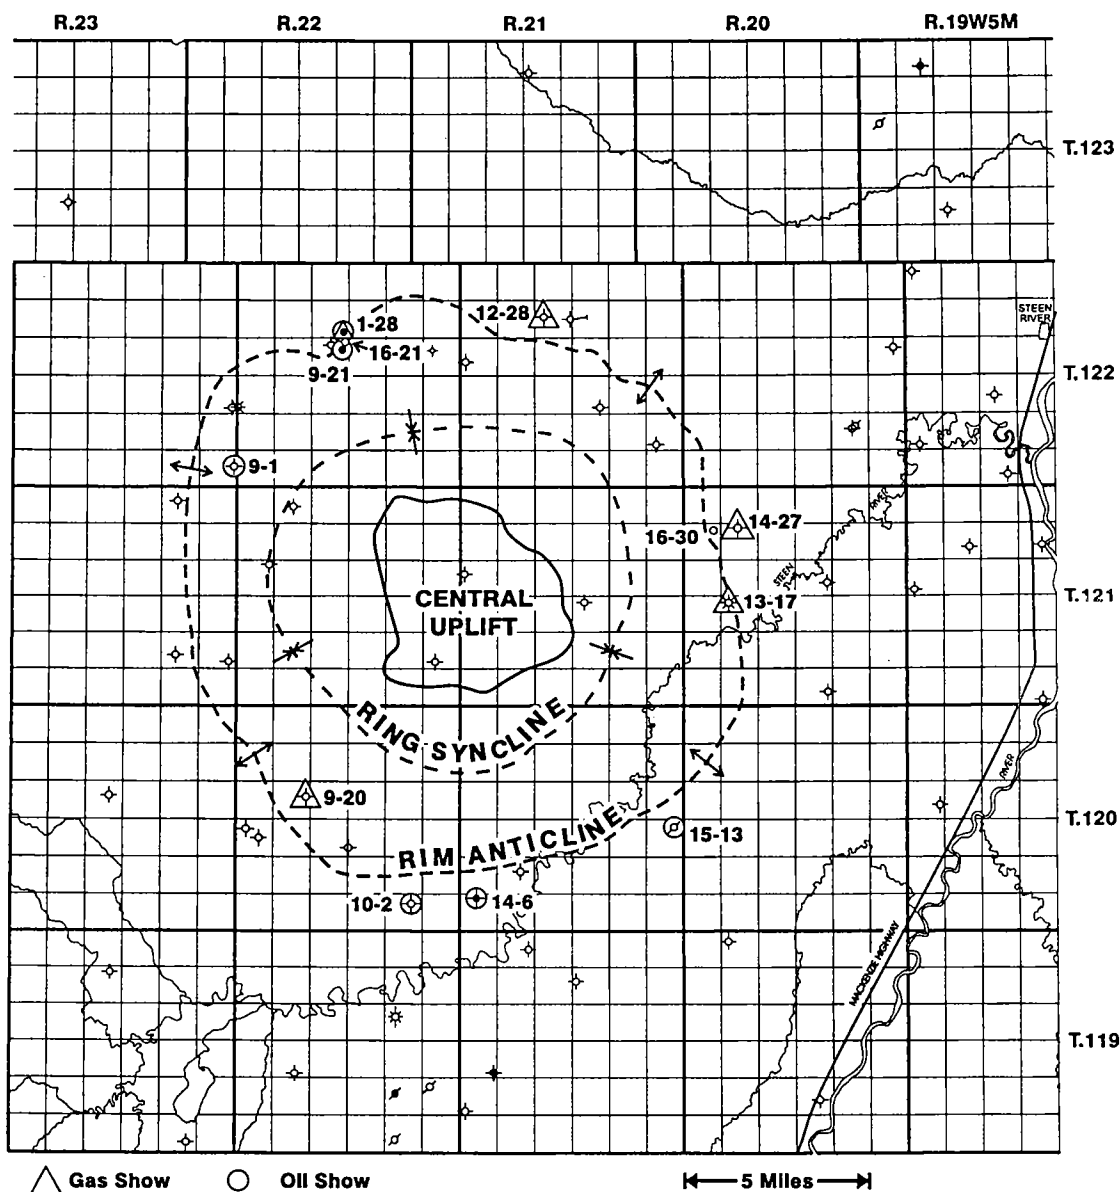 R.23 R.22 R.21 R.20 R.19W5M
T.123
STEEN
RIVER
12-28
1-28
16-21
9-21
T.122
9-1
RIVER
STEEN
14-27
16-30
13-17
T.121
CENTRAL
UPLIFT
RING SYNCLINE
RIVER
9-20
T.120
15-13
RIM ANTICLINE
10-2
14-6
MACKENZIE HIGHWAY
T.119
Gas Show
Oil Show
5 Miles